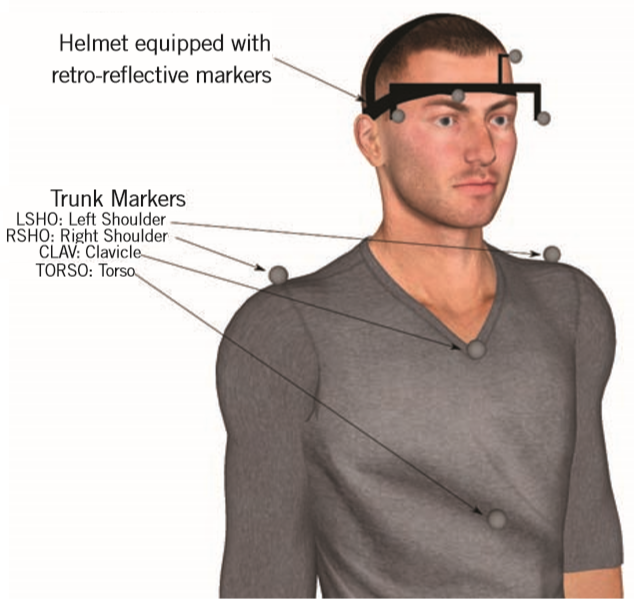 Helmet equipped with
retro-reflective markers
Trunk Markers
LSHO: Left Shoulder
RSHO: Right Shoulder
CLAV: Clavicle
TORSO: Torso